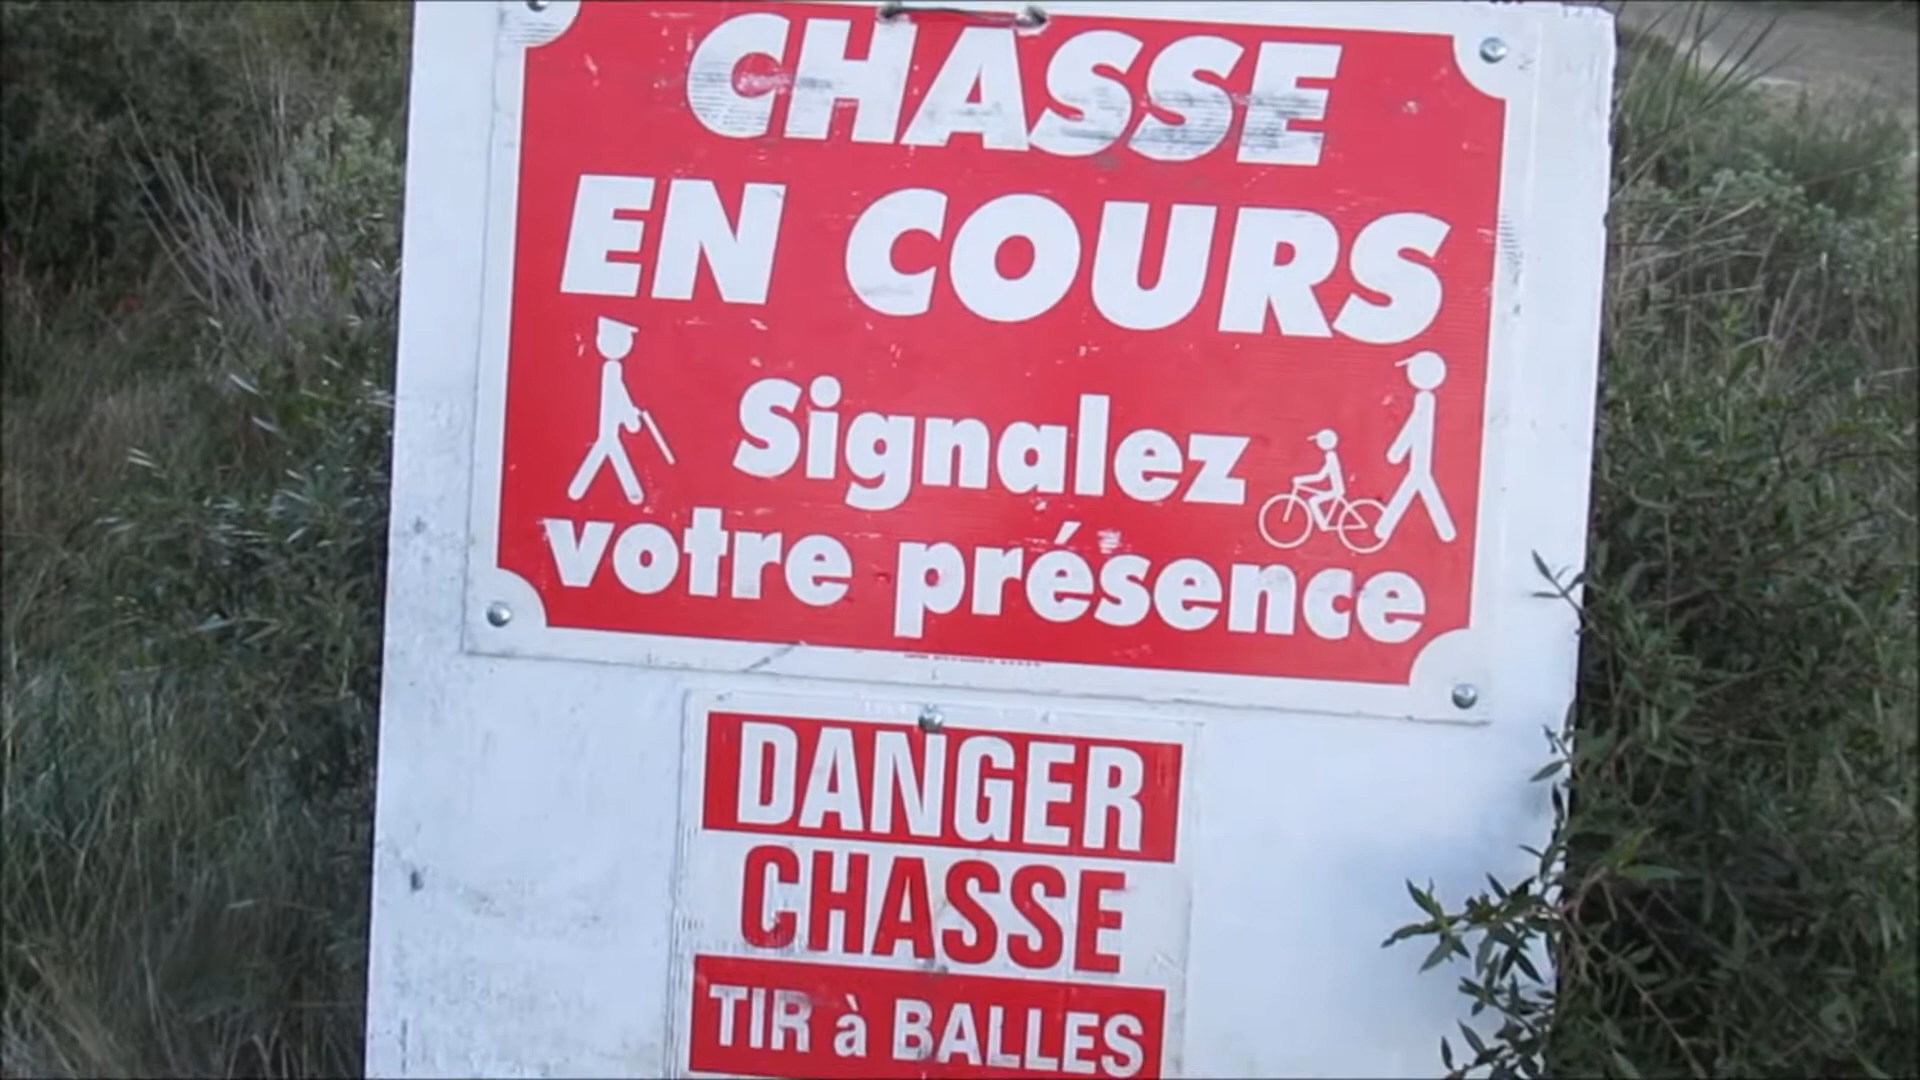 CHASSE
EN COURS
Signalez
votre présence
DANGER
CHASSE
TIR à BALLES